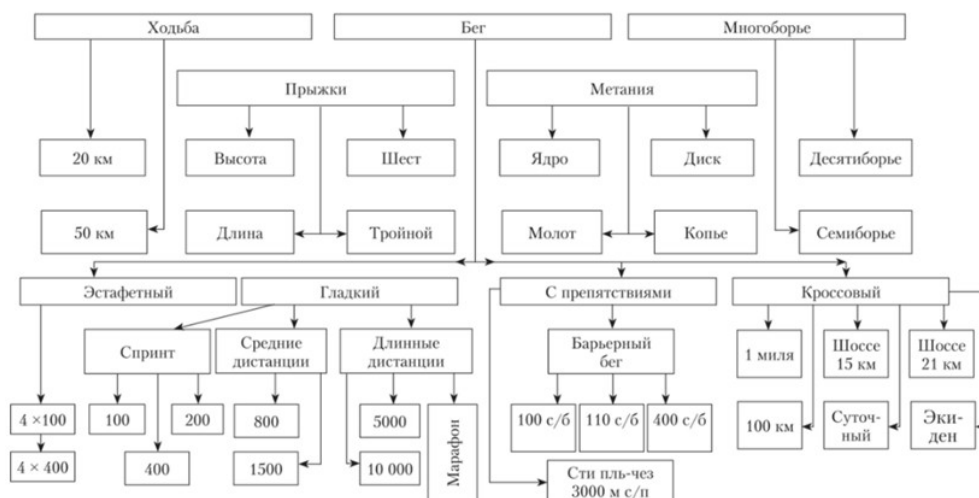 Ходьба
Бег
Многоборье
Прыжки
Метания
20 км
Высота
Шест
Ядро
Диск
Десятиборье
50 км
Длина
Тройной
Молот
Копье
Семиборье
Эстафетный
Гладкий
С препятствиями
Кроссовый
Спринт
Средние
дистанции
Длинные
дистанции
Барьерный
бег
1 миля
Шоссе
15 км
Шоссе
21 км
4 ×100
100
200
800
5000
Марафон
100 с/б
110 с/б
400 с/б
100 км
Суточ-
ный
Эки-
ден
4 × 400
400
1500
10 000
Сти пль-чез
3000 м с/п